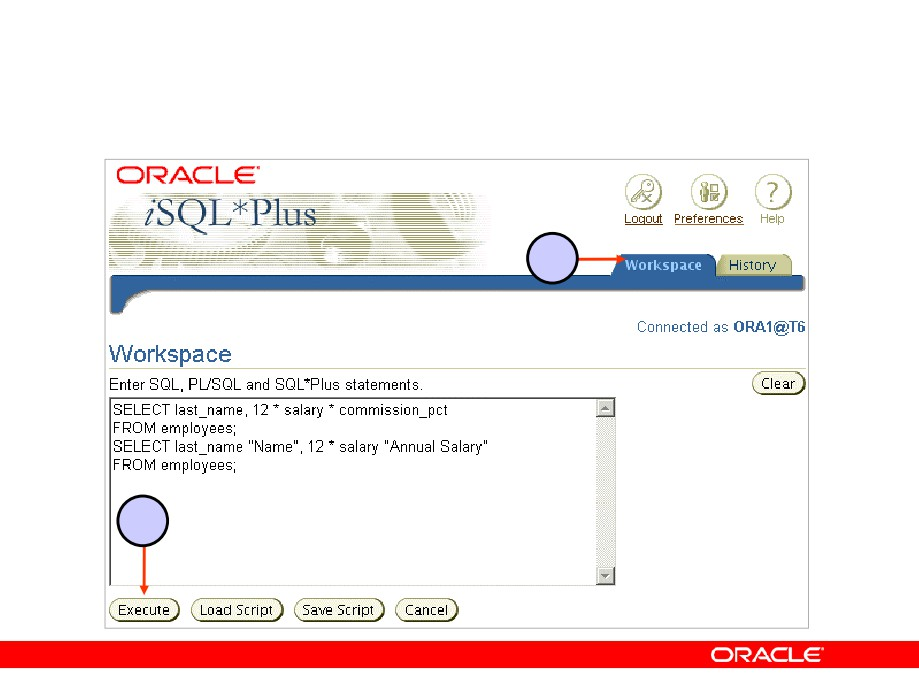 ORACLE
iSQL*Plus
Logout Preferences Help
Workspace History
Connected as ORA1@T6
Workspace
Enter SQL, PL/SQL and SQL*Plus statements.
Clear
SELECT last_name, 12 * salary * commission_pct
FROM employees;
SELECT last_name "Name", 12 * salary "Annual Salary"
FROM employees;
Execute Load Script Save Script Cancel
ORACLE